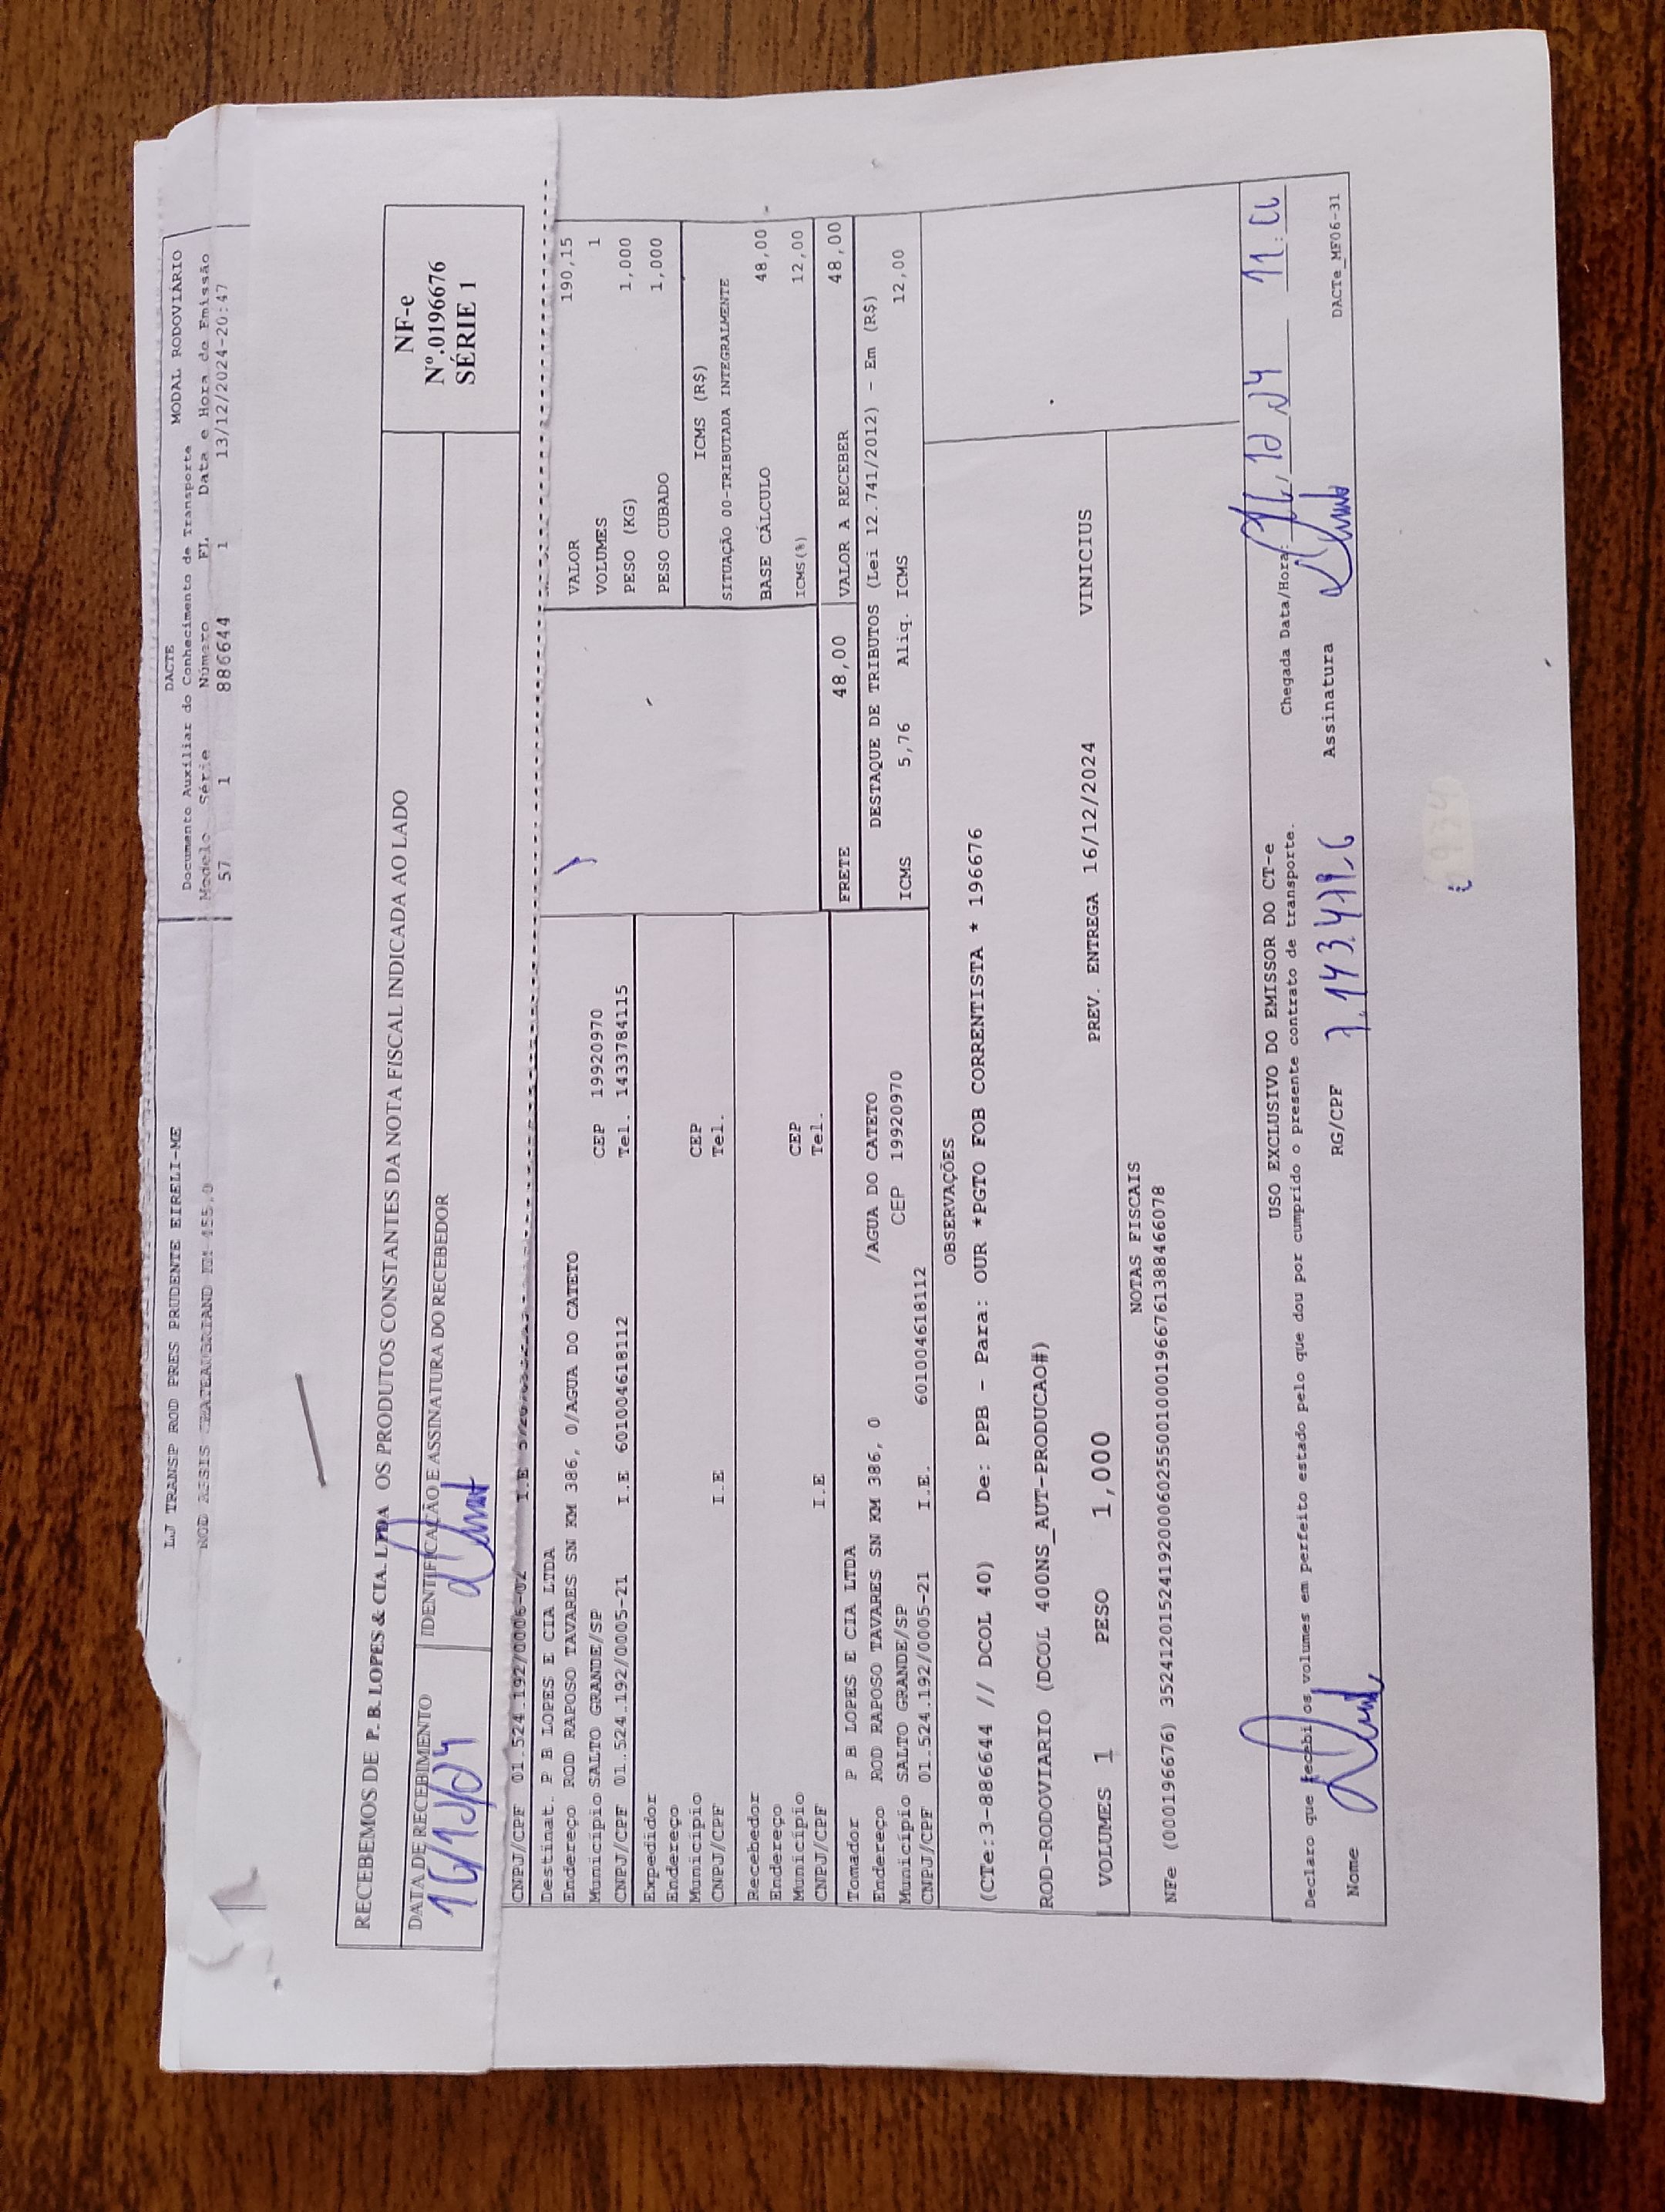 LJ TRANSP ROD PRES PRUDENTE EIRELI-ME
ROD ASSIS CHATEAUBRIAND KM 455,0
DACTE
MODAL RODOVIÁRIO
Documento Auxiliar do Conhecimento de Transporte
Modelo Série Número FL Data e Hora de Emissão
57 1 886644 1 13/12/2024-20:47
RECEBEMOS DE P. B. LOPES & CIA. LTDA OS PRODUTOS CONSTANTES DA NOTA FISCAL INDICADA AO LADO
DATA DE RECEBIMENTO
16/12/24
IDENTIFICAÇÃO E ASSINATURA DO RECEBEDOR
NF-e
Nº.0196676
SÉRIE 1
CNPJ/CPF 01.524.192/0006-02 I.E
Destinat. P B LOPES E CIA LTDA
Endereço ROD RAPOSO TAVARES SN KM 386, 0/AGUA DO CATETO
Município SALTO GRANDE/SP CEP 19920970
CNPJ/CPF 01.524.192/0005-21 I.E 601004618112 Tel. 1433784115
Expedidor
Endereço
Município CEP
CNPJ/CPF I.E Tel.
Recebedor
Endereço
Município CEP
CNPJ/CPF I.E Tel.
Tomador P B LOPES E CIA LTDA
Endereço ROD RAPOSO TAVARES SN KM 386, 0 /AGUA DO CATETO
Município SALTO GRANDE/SP CEP 19920970
CNPJ/CPF 01.524.192/0005-21 I.E. 601004618112
VALOR 190,15
VOLUMES 1
PESO (KG) 1,000
PESO CUBADO 1,000
ICMS (R$)
SITUAÇÃO 00-TRIBUTADA INTEGRALMENTE
BASE CÁLCULO 48,00
ICMS(%) 12,00
FRETE 48,00 VALOR A RECEBER 48,00
DESTAQUE DE TRIBUTOS (Lei 12.741/2012) - Em (R$)
ICMS 5,76 Aliq. ICMS 12,00
OBSERVAÇÕES
(CTe:3-886644 // DCOL 40) De: PPB - Para: OUR *PGTO FOB CORRENTISTA * 196676
ROD-RODOVIARIO (DCOL 400NS_AUT-PRODUCAO#)
VOLUMES 1 PESO 1,000 PREV. ENTREGA 16/12/2024 VINICIUS
NOTAS FISCAIS
NFe (000196676) 35241201524192000602550010001966761388466078
USO EXCLUSIVO DO EMISSOR DO CT-e
Declaro que recebi os volumes em perfeito estado pelo que dou por cumprido o presente contrato de transporte.
Chegada Data/Hora:
Nome RG/CPF Assinatura
DACTe_MF06-31